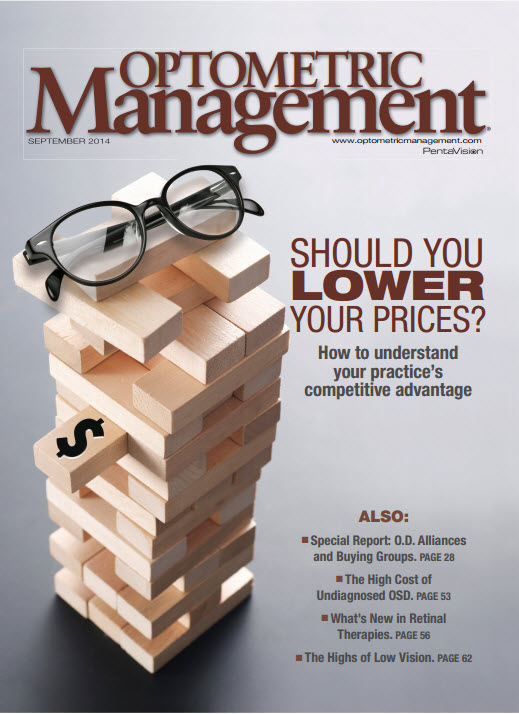 OPTOMETRIC
Management®
SEPTEMBER 2014
www.optometricmanagement.com
PentaVision
SHOULD YOU
LOWER
YOUR PRICES?
How to understand
your practice's
competitive advantage
$
ALSO:
■ Special Report: O.D. Alliances
and Buying Groups. PAGE 28
■ The High Cost of
Undiagnosed OSD. PAGE 53
■ What's New in Retinal
Therapies. PAGE 56
■ The Highs of Low Vision. PAGE 62